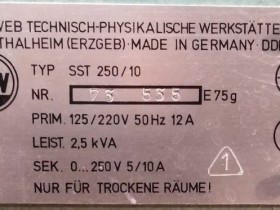 VEB TECHNISCH-PHYSIKALISCHE WERKSTÄTTE
THALHEIM (ERZGEB)·MADE IN GERMANY·DDR
W
TYP SST 250/10
NR. 535 E75g
PRIM. 125/220V 50Hz 12A
LEIST. 2,5 kVA
SEK. 0...250V 5/10A
1
NUR FÜR TROCKENE RÄUME!